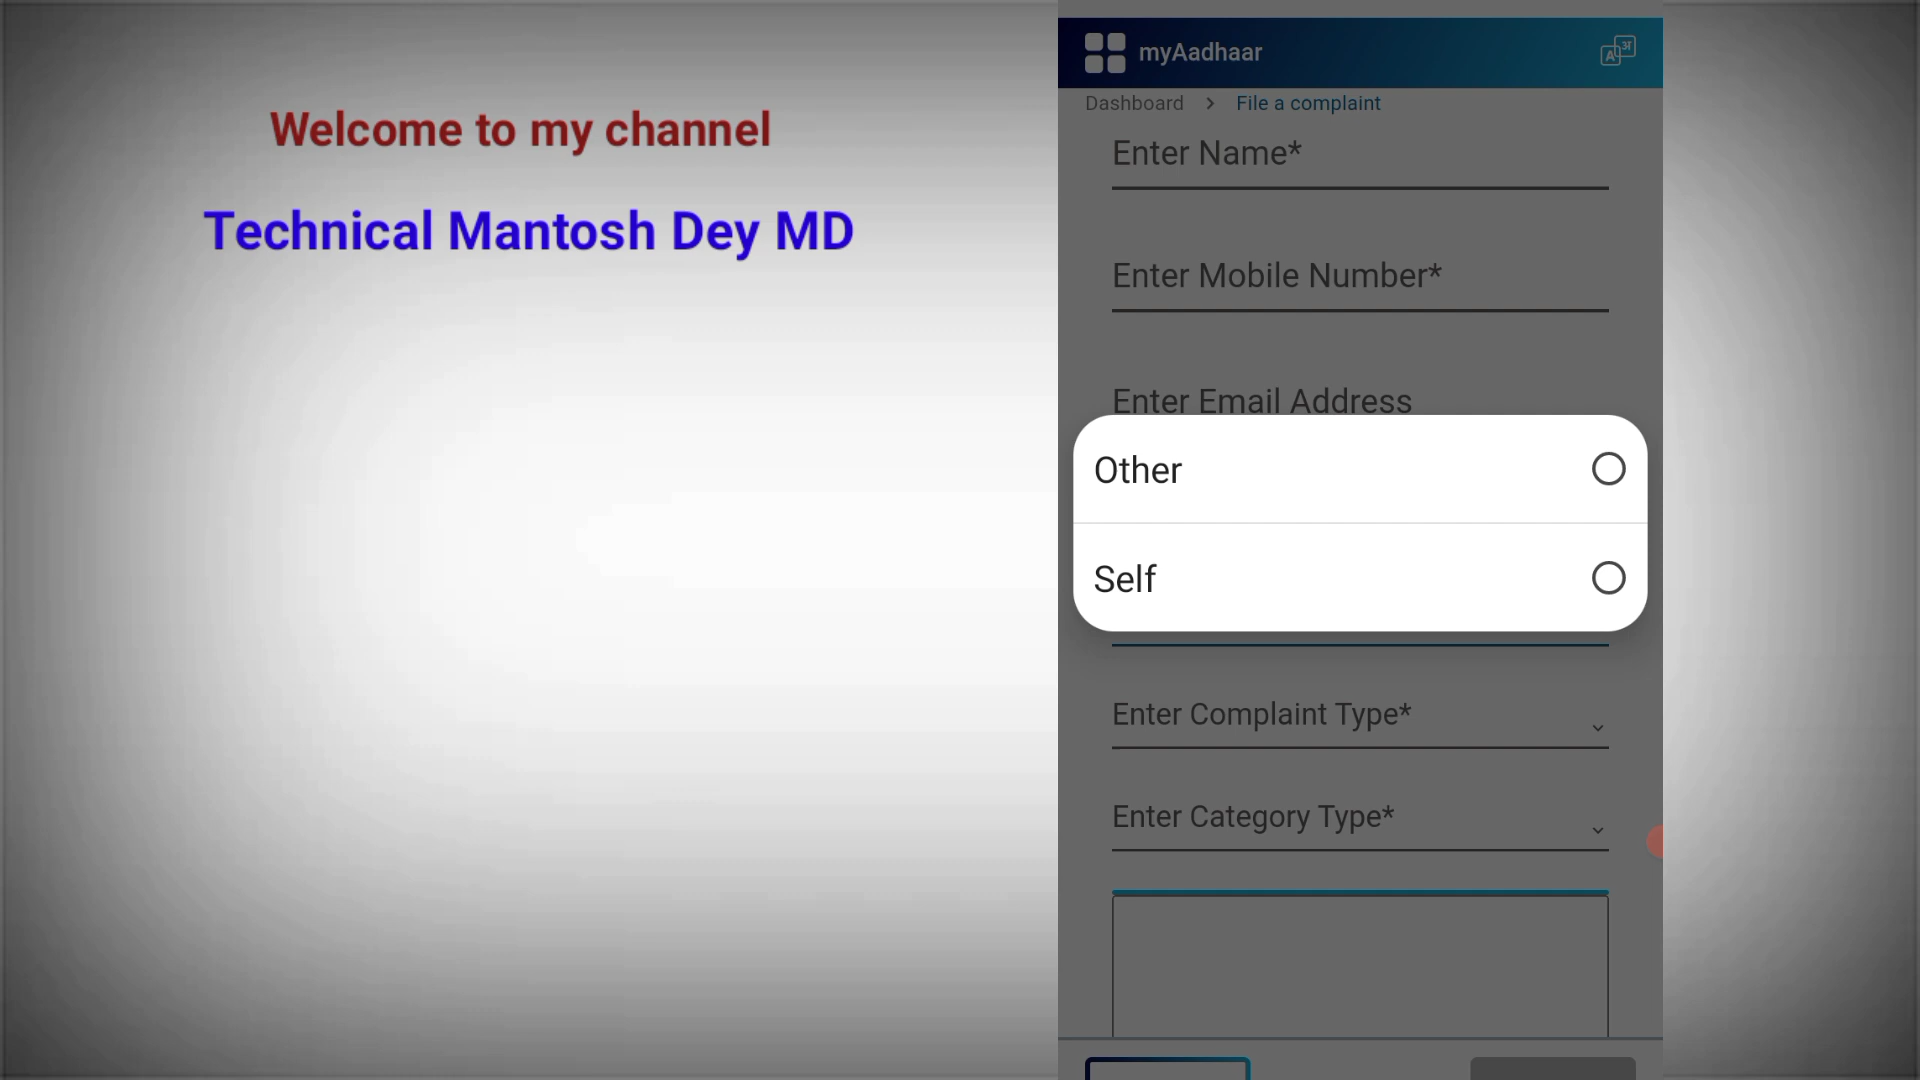 Welcome to my channel
Technical Mantosh Dey MD
myAadhaar
A अ
Dashboard > File a complaint
Enter Name*
Enter Mobile Number*
Enter Email Address
Other
Self
Enter Complaint Type*
Enter Category Type*